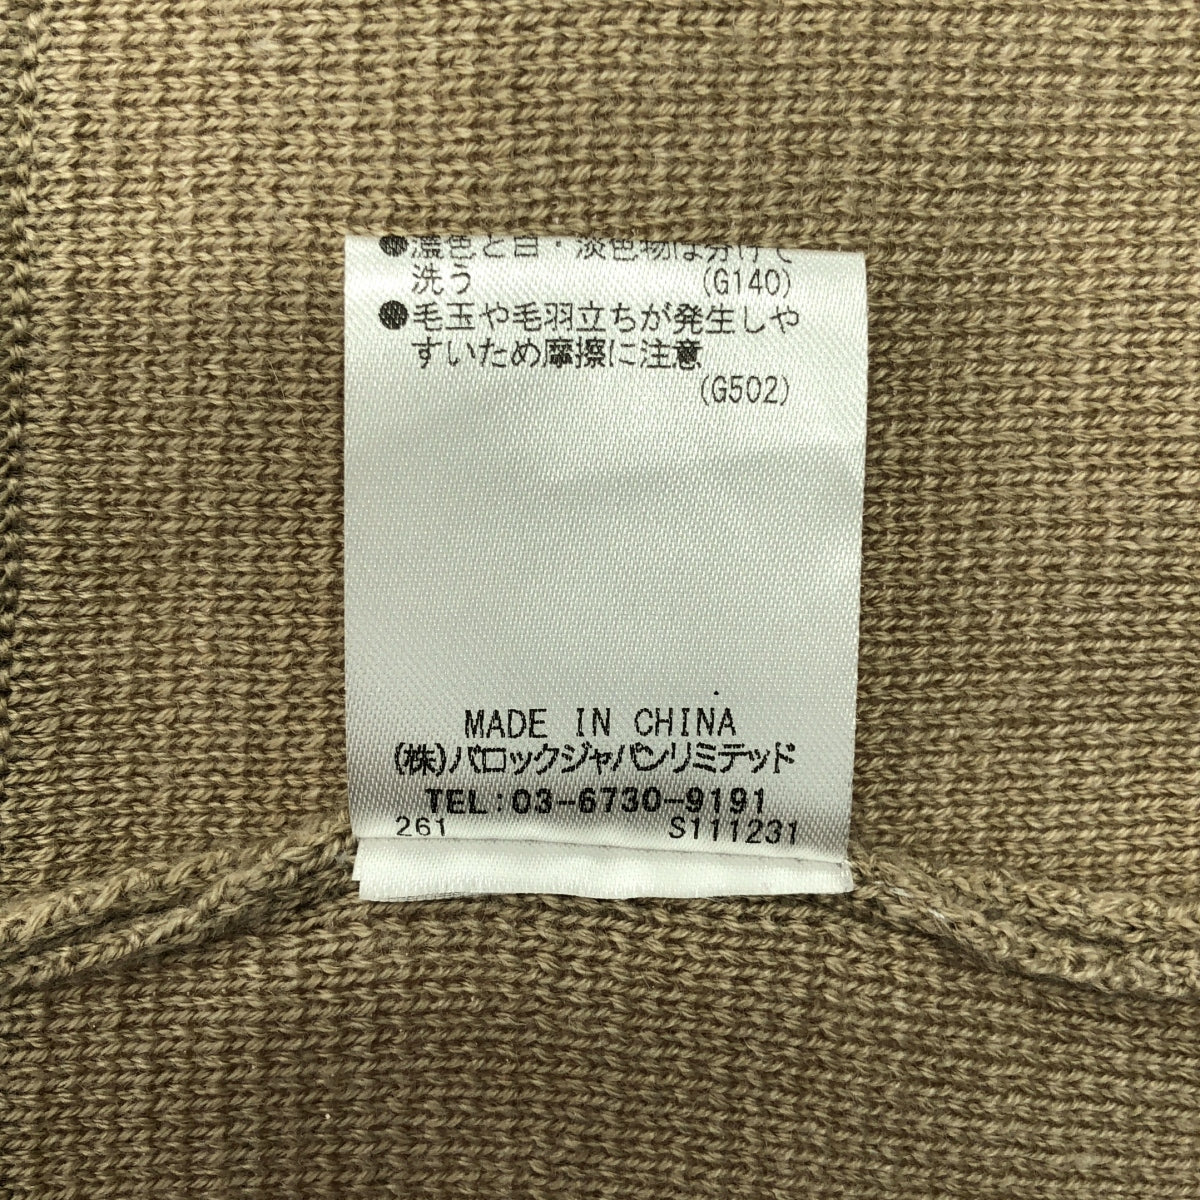 ●濃色と白・淡色物は分けて
洗う (G140)
●毛玉や毛羽立ちが発生しや
すいため摩擦に注意
(G502)
MADE IN CHINA
(株)バロックジャパンリミテッド
TEL:03-6730-9191
261 S111231